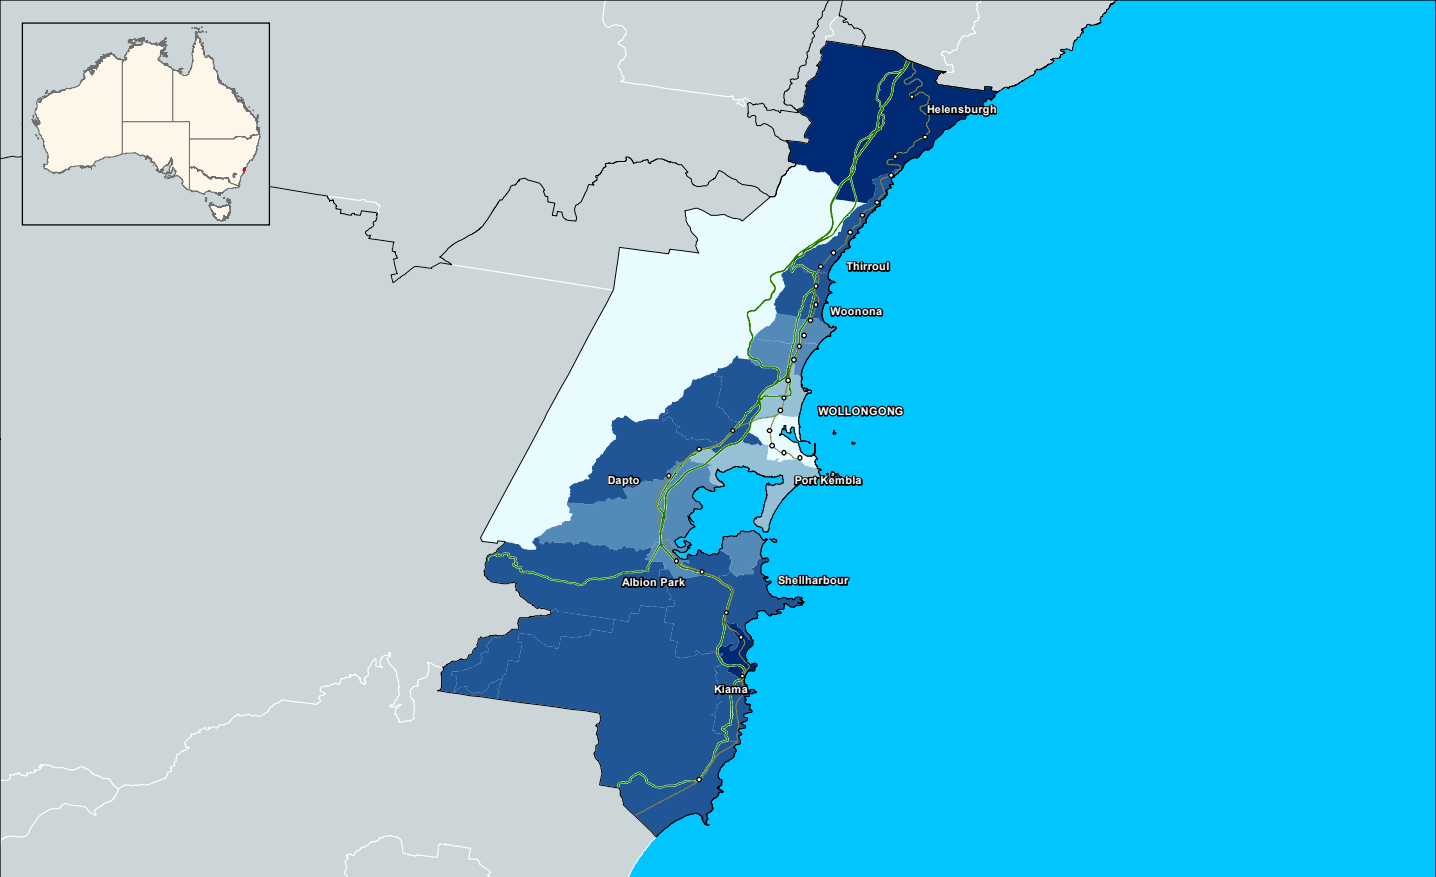 Helensburgh
Thirroul
Woonona
WOLLONGONG
Dapto
Port Kembla
Albion Park
Shellharbour
Kiama